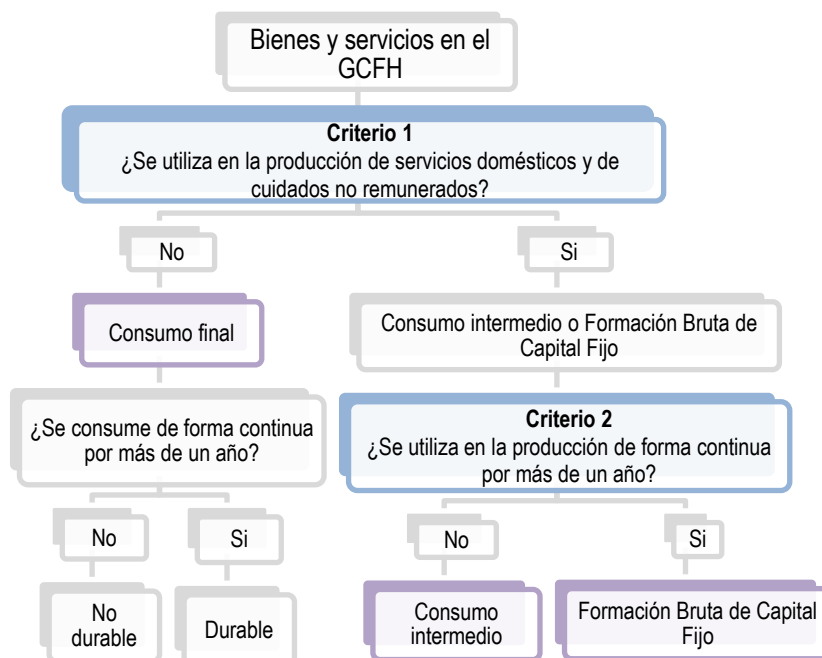 Bienes y servicios en el
GCFH
Criterio 1
¿Se utiliza en la producción de servicios domésticos y de
cuidados no remunerados?
No
Si
Consumo final
Consumo intermedio o Formación Bruta de
Capital Fijo
¿Se consume de forma continua
por más de un año?
Criterio 2
¿Se utiliza en la producción de forma continua
por más de un año?
No
Si
No
Si
No
durable
Durable
Consumo
intermedio
Formación Bruta de Capital
Fijo